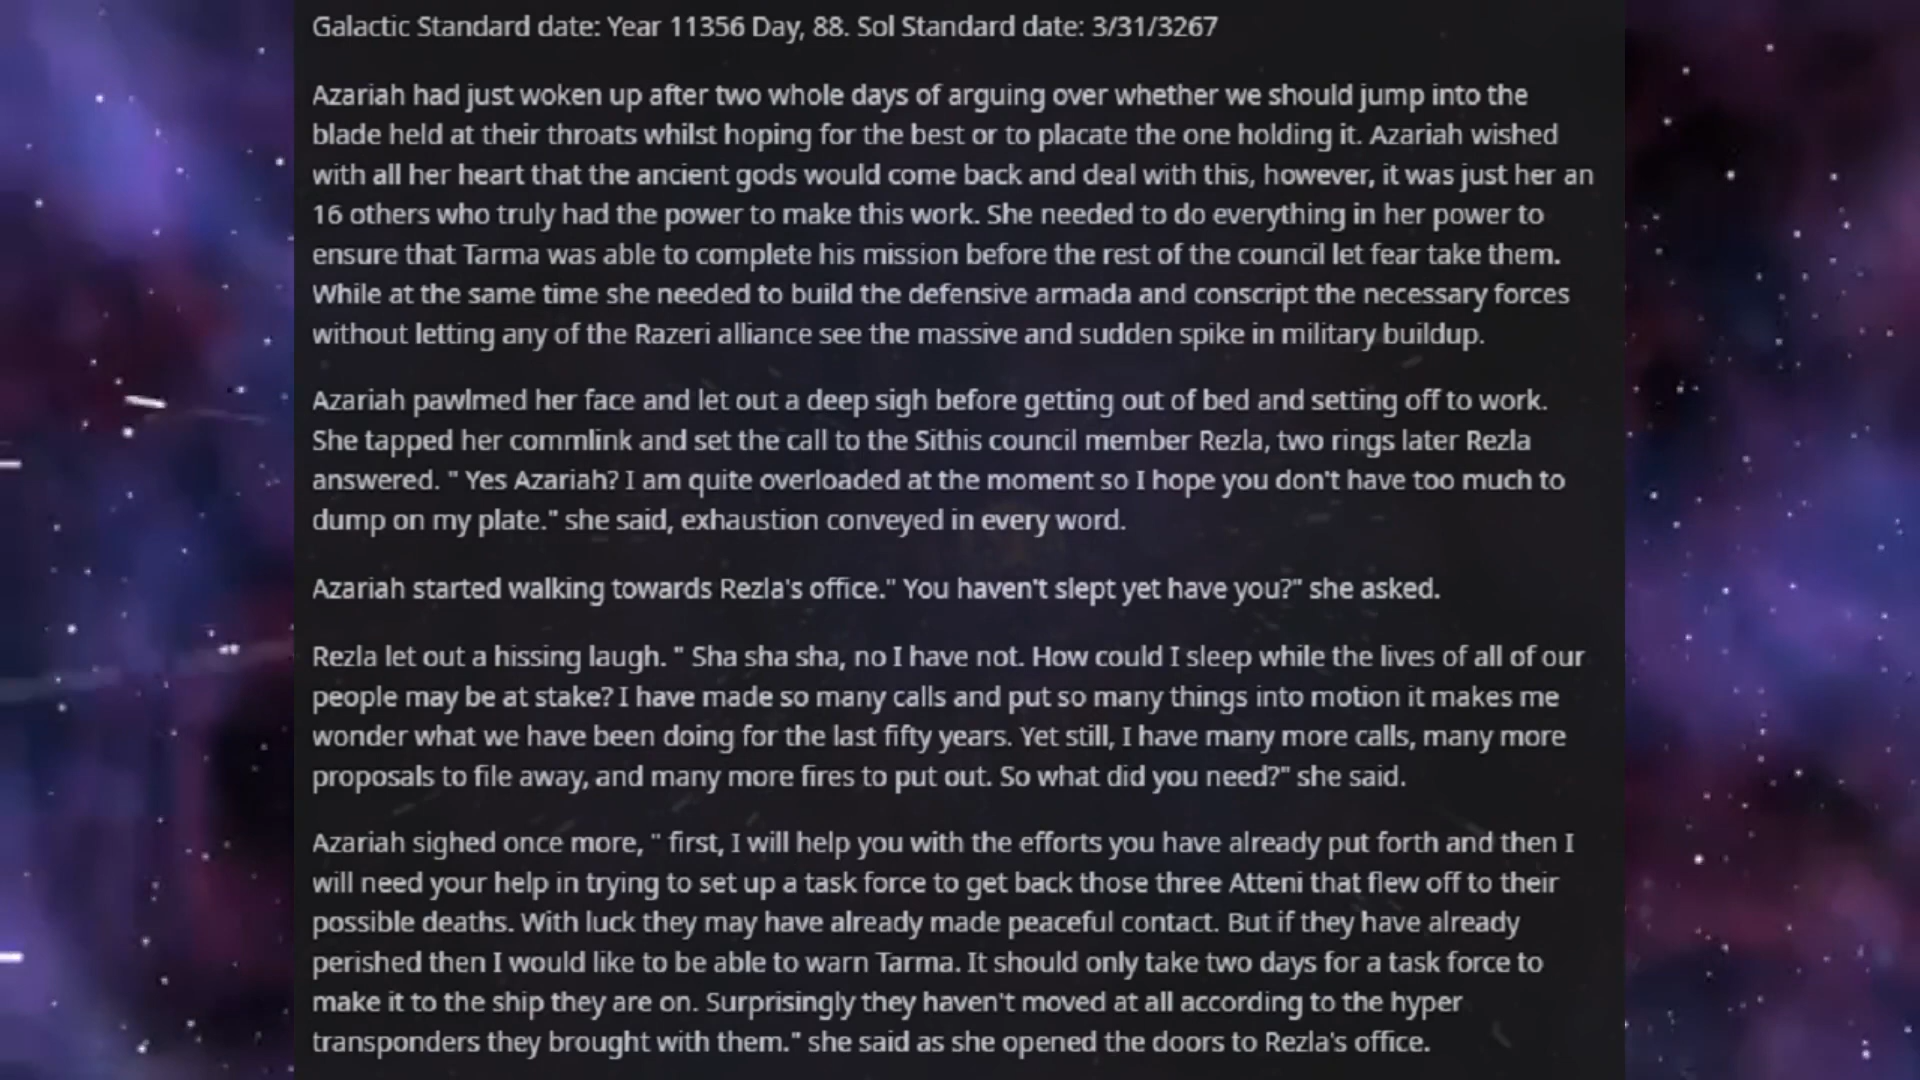 Galactic Standard date: Year 11356 Day, 88. Sol Standard date: 3/31/3267
Azariah had just woken up after two whole days of arguing over whether we should jump into the
blade held at their throats whilst hoping for the best or to placate the one holding it. Azariah wished
with all her heart that the ancient gods would come back and deal with this, however, it was just her an
16 others who truly had the power to make this work. She needed to do everything in her power to
ensure that Tarma was able to complete his mission before the rest of the council let fear take them.
While at the same time she needed to build the defensive armada and conscript the necessary forces
without letting any of the Razeri alliance see the massive and sudden spike in military buildup.
Azariah pawlmed her face and let out a deep sigh before getting out of bed and setting off to work.
She tapped her commlink and set the call to the Sithis council member Rezla, two rings later Rezla
answered. " Yes Azariah? I am quite overloaded at the moment so I hope you don't have too much to
dump on my plate." she said, exhaustion conveyed in every word.
Azariah started walking towards Rezla's office." You haven't slept yet have you?" she asked.
Rezla let out a hissing laugh. " Sha sha sha, no I have not. How could I sleep while the lives of all of our
people may be at stake? I have made so many calls and put so many things into motion it makes me
wonder what we have been doing for the last fifty years. Yet still, I have many more calls, many more
proposals to file away, and many more fires to put out. So what did you need?" she said.
Azariah sighed once more, " first, I will help you with the efforts you have already put forth and then I
will need your help in trying to set up a task force to get back those three Atteni that flew off to their
possible deaths. With luck they may have already made peaceful contact. But if they have already
perished then I would like to be able to warn Tarma. It should only take two days for a task force to
make it to the ship they are on. Surprisingly they haven't moved at all according to the hyper
transponders they brought with them." she said as she opened the doors to Rezla's office.